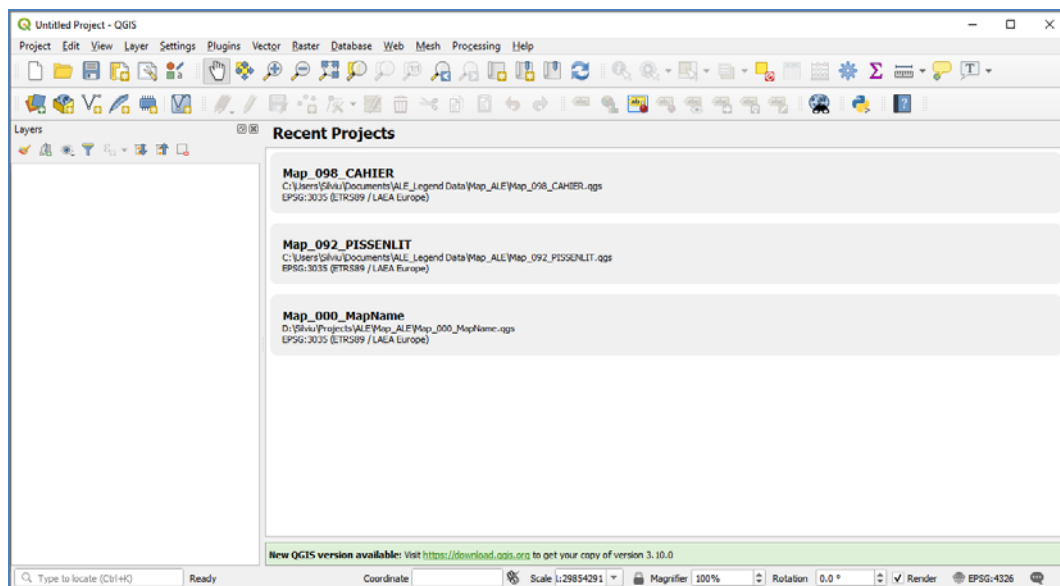 Untitled Project - QGIS
Project Edit View Layer Settings Plugins Vector Raster Database Web Mesh Processing Help
Layers
Recent Projects
Map_098_CAHIER
C:\Users\Silviu\Documents\ALE_Legend Data\Map_ALE\Map_098_CAHIER.qgs
EPSG:3035 (ETRS89 / LAEA Europe)
Map_092_PISSENLIT
C:\Users\Silviu\Documents\ALE_Legend Data\Map_ALE\Map_092_PISSENLIT.qgs
EPSG:3035 (ETRS89 / LAEA Europe)
Map_000_MapName
D:\Silviu\Projects\ALE\Map_ALE\Map_000_MapName.qgs
EPSG:3035 (ETRS89 / LAEA Europe)
New QGIS version available: Visit https://download.qgis.org to get your copy of version 3.10.0
Type to locate (Ctrl+K) Ready Coordinate Scale 1:29854291 Magnifier 100% Rotation 0.0 ° Render EPSG:4326